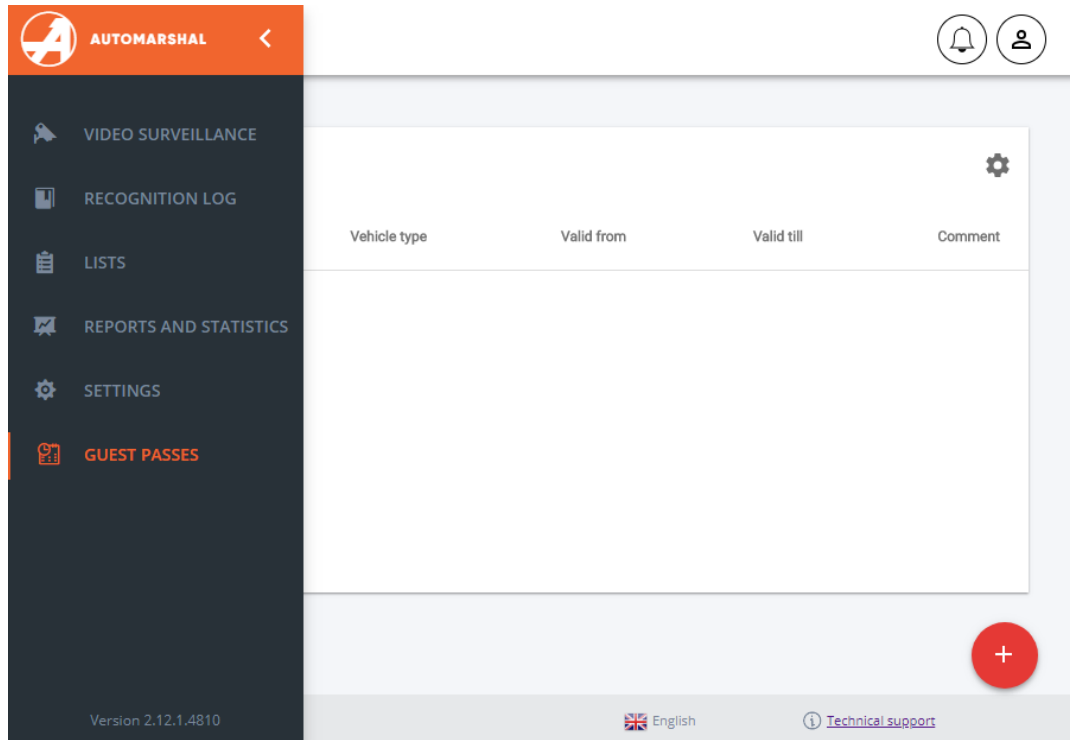 AUTOMARSHAL
VIDEO SURVEILLANCE
RECOGNITION LOG
LISTS
REPORTS AND STATISTICS
SETTINGS
GUEST PASSES
Version 2.12.1.4810
Vehicle type Valid from Valid till Comment
English Technical support